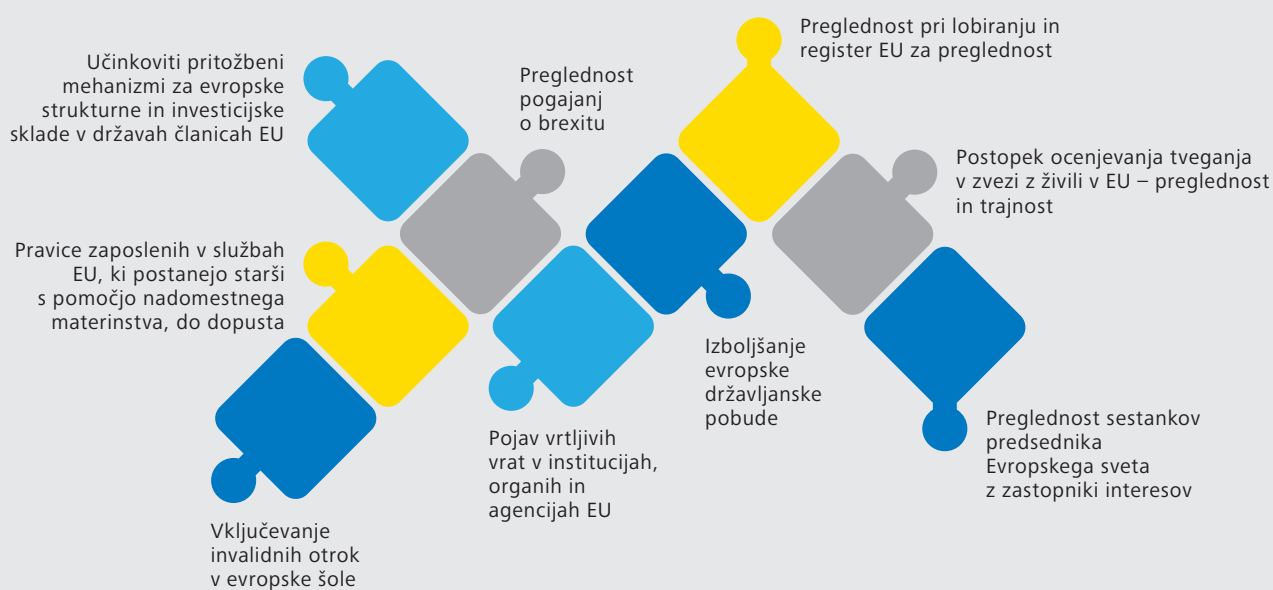 Učinkoviti pritožbeni
mehanizmi za evropske
strukturne in investicijske
sklade v državah članicah EU
Preglednost
pogajanj
o brexitu
Preglednost pri lobiranju in
register EU za preglednost
Postopek ocenjevanja tveganja
v zvezi z živili v EU – preglednost
in trajnost
Pravice zaposlenih v službah
EU, ki postanejo starši
s pomočjo nadomestnega
materinstva, do dopusta
Izboljšanje
evropske
državljanske
pobude
Preglednost sestankov
predsednika
Evropskega sveta
z zastopniki interesov
Pojav vrtljivih
vrat v institucijah,
organih in
agencijah EU
Vključevanje
invalidnih otrok
v evropske šole